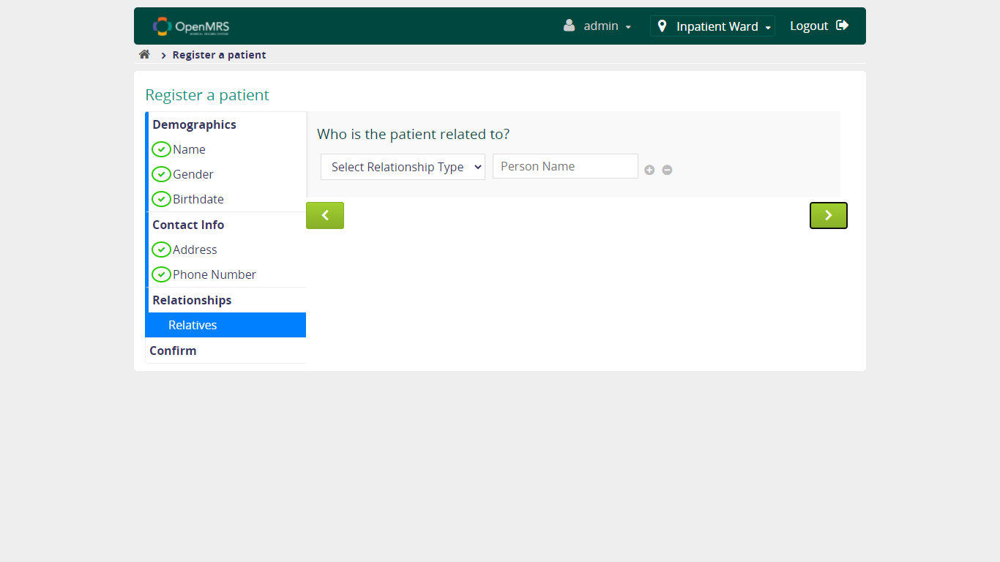 OpenMRS
admin
Inpatient Ward
Logout
Register a patient
Register a patient
Demographics
Name
Gender
Birthdate
Contact Info
Address
Phone Number
Relationships
Relatives
Confirm
Who is the patient related to?
Select Relationship Type
Person Name